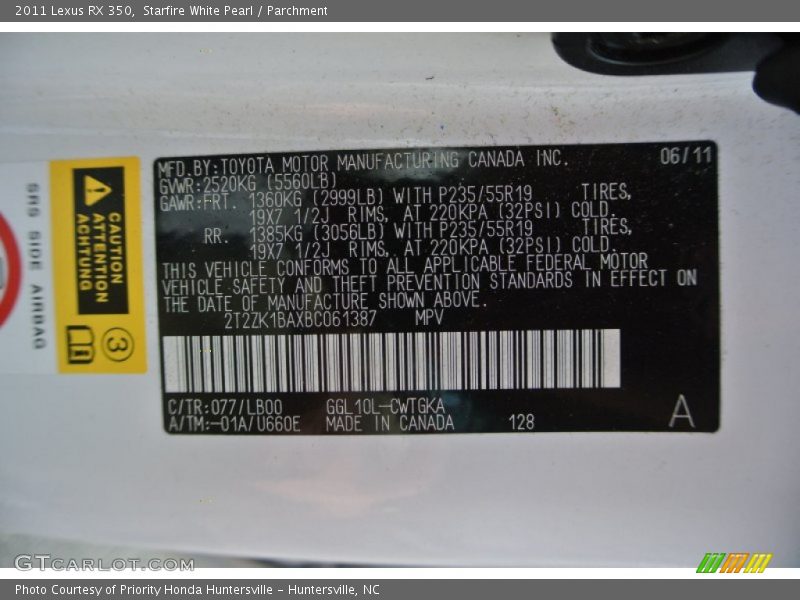 2011 Lexus RX 350, Starfire White Pearl / Parchment
MFD.BY:TOYOTA MOTOR MANUFACTURING CANADA INC. 06/11
GVWR:2520KG (5560LB)
GAWR:FRT. 1360KG (2999LB) WITH P235/55R19 TIRES,
19X7 1/2J RIMS, AT 220KPA (32PSI) COLD.
RR. 1385KG (3056LB) WITH P235/55R19 TIRES,
19X7 1/2J RIMS, AT 220KPA (32PSI) COLD.
THIS VEHICLE CONFORMS TO ALL APPLICABLE FEDERAL MOTOR
VEHICLE SAFETY AND THEFT PREVENTION STANDARDS IN EFFECT ON
THE DATE OF MANUFACTURE SHOWN ABOVE.
2T2ZK1BAXBC061387 MPV
C/TR:077/LB00 GGL10L-CWTGKA
A/TM:-01A/U660E MADE IN CANADA 128 A
CAUTION
ATTENTION
ACHTUNG
3
SRS SIDE AIRBAG
GTCarLot.com
Photo Courtesy of Priority Honda Huntersville - Huntersville, NC